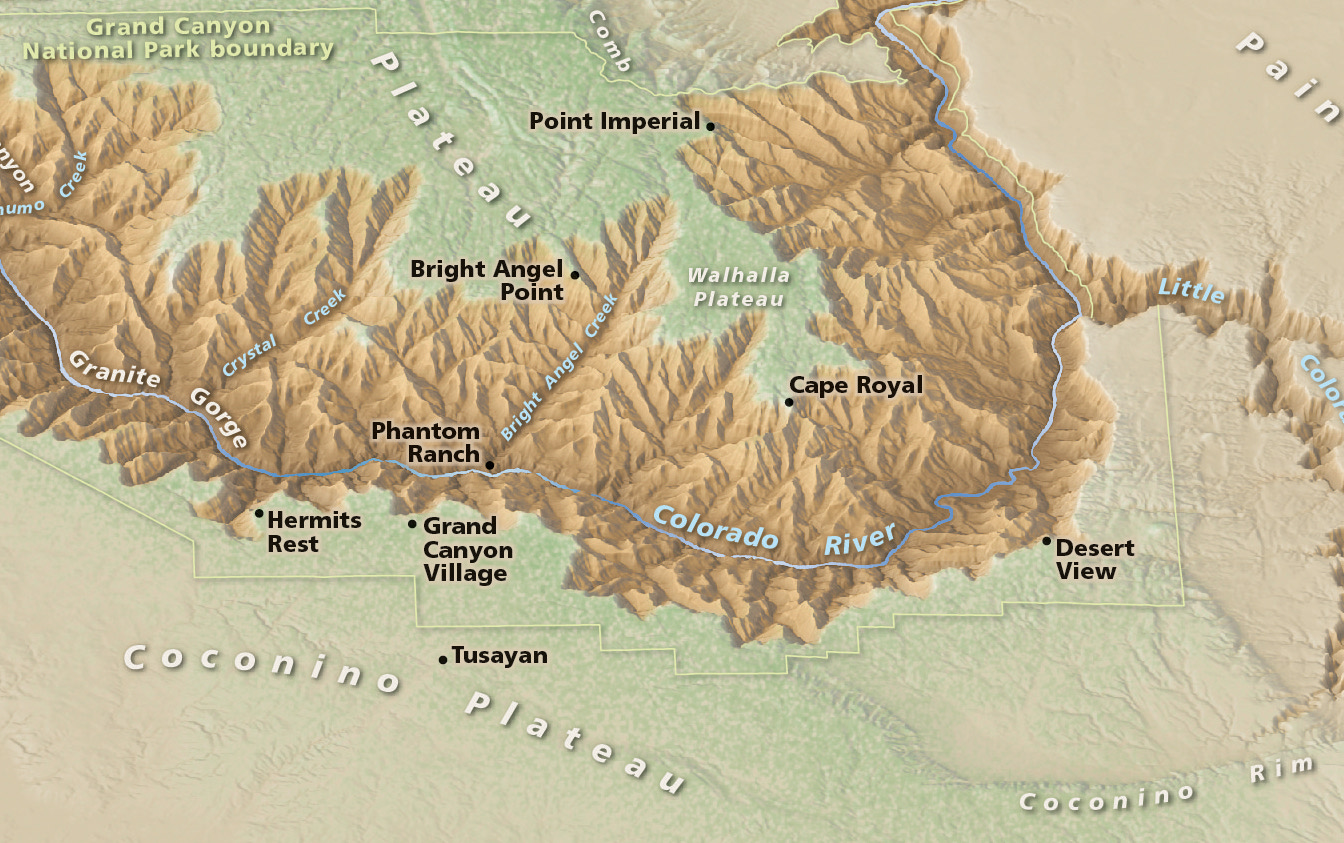 Grand Canyon
National Park boundary
Comb
Pain
Plateau
Point Imperial
nyon
Creek
numo
Bright Angel
Point
Walhalla
Plateau
Little
Crystal Creek
Bright Angel Creek
Granite
Gorge
Color
Cape Royal
Phantom
Ranch
Hermits
Rest
Grand
Canyon
Village
Colorado River
Desert
View
Tusayan
Coconino Plateau
Coconino Rim